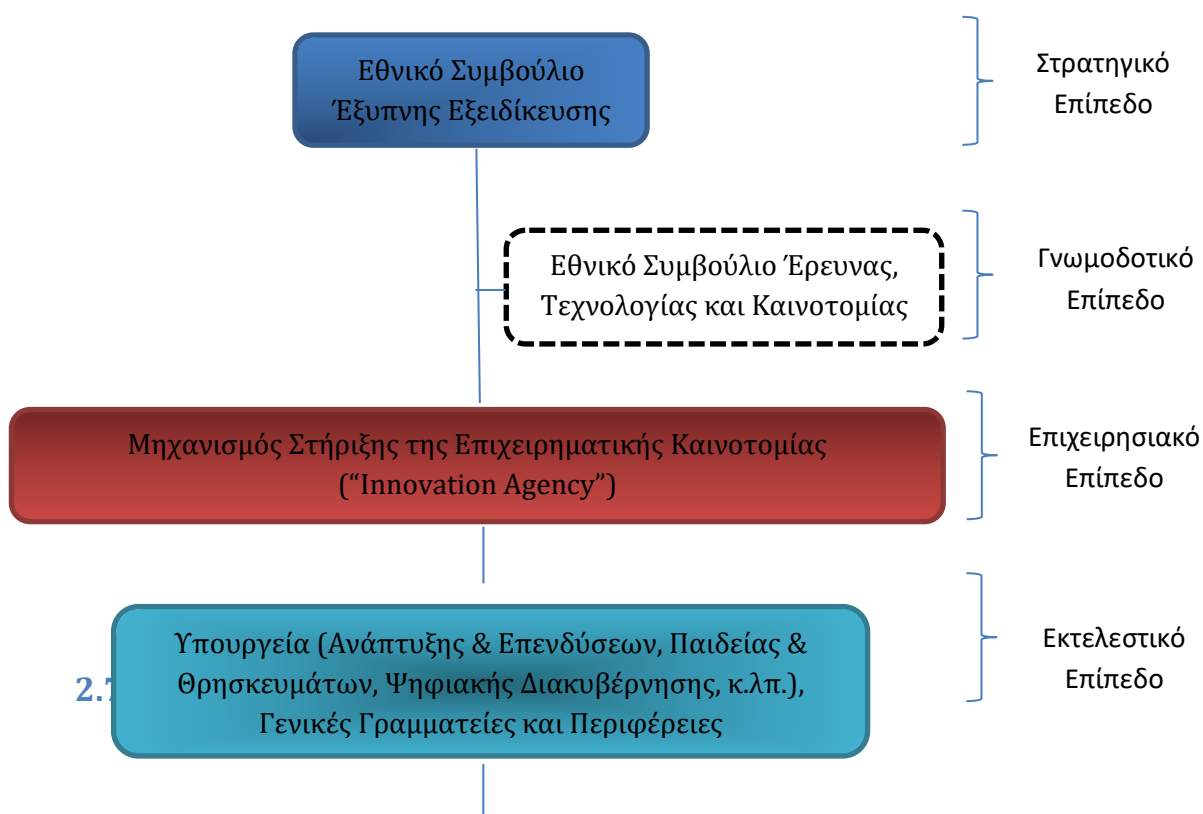 Εθνικό Συμβούλιο
Έξυπνης Εξειδίκευσης
Στρατηγικό
Επίπεδο
Εθνικό Συμβούλιο Έρευνας,
Τεχνολογίας και Καινοτομίας
Γνωμοδοτικό
Επίπεδο
Μηχανισμός Στήριξης της Επιχειρηματικής Καινοτομίας
(“Innovation Agency”)
Επιχειρησιακό
Επίπεδο
Υπουργεία (Ανάπτυξης & Επενδύσεων, Παιδείας &
Θρησκευμάτων, Ψηφιακής Διακυβέρνησης, κ.λπ.),
Γενικές Γραμματείες και Περιφέρειες
Εκτελεστικό
Επίπεδο